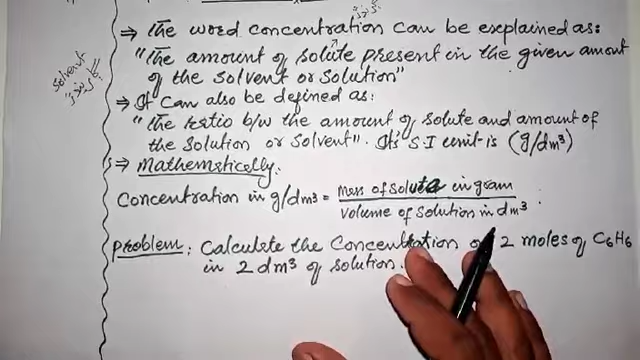 ⇒ The word concentration can be explained as:
"The amount of solute present in the given amount
of the solvent or solution"
solvent
⇒ It can also be defined as:
"The ratio b/w the amount of solute and amount of
the solution or solvent". It's S.I unit is (g/dm³)
⇒ Mathematically.
Concentration in g/dm³ = Mass of solute in gram
Volume of solution in dm³
Problem: Calculate the Concentration of 2 moles of C₆H₆
in 2 dm³ of solution.